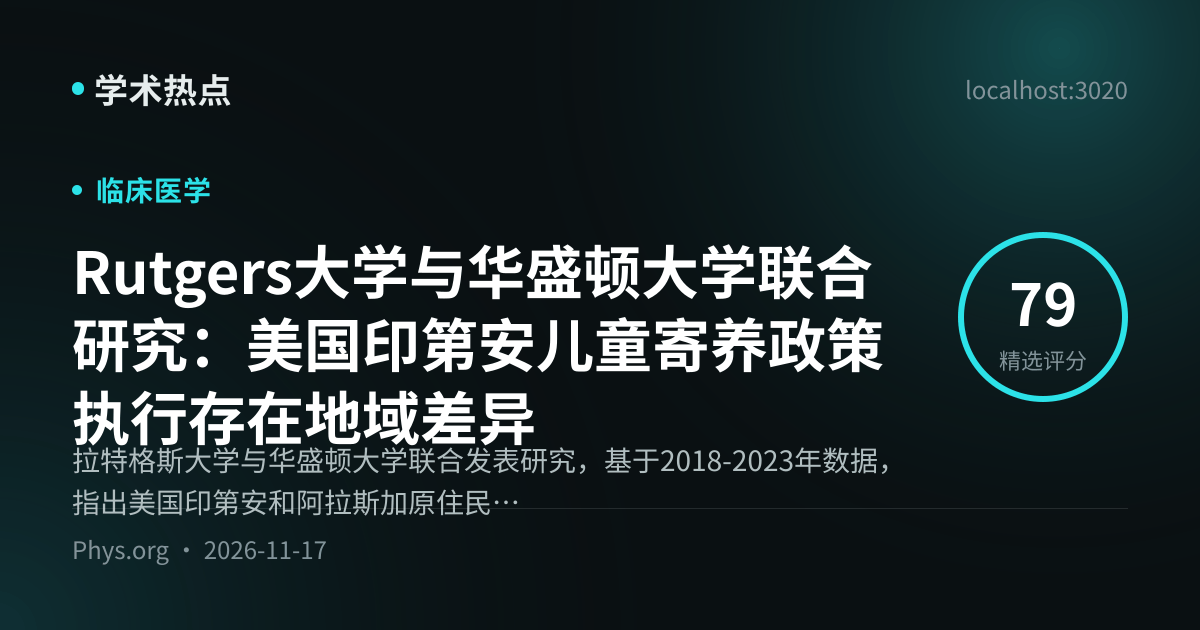 学术热点
localhost:3020
临床医学
Rutgers大学与华盛顿大学联合
研究：美国印第安儿童寄养政策
执行存在地域差异
79
精选评分
拉特格斯大学与华盛顿大学联合发表研究，基于2018-2023年数据，
指出美国印第安和阿拉斯加原住民…
Phys.org · 2026-11-17